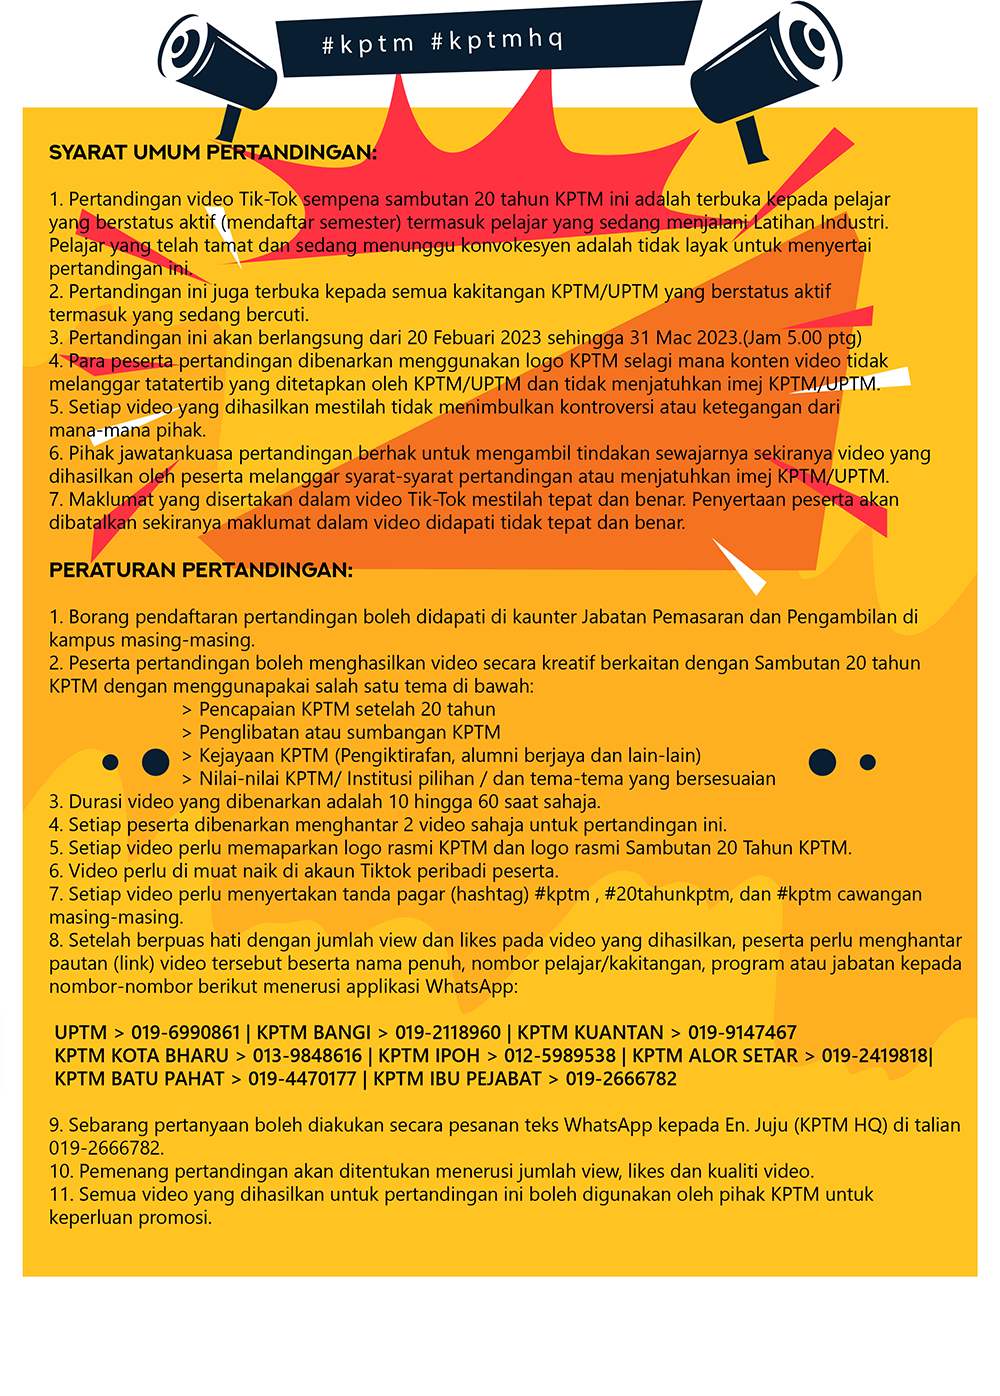 #kptm #kptmhq
SYARAT UMUM PERTANDINGAN:
1. Pertandingan video Tik-Tok sempena sambutan 20 tahun KPTM ini adalah terbuka kepada pelajar
yang berstatus aktif (mendaftar semester) termasuk pelajar yang sedang menjalani Latihan Industri.
Pelajar yang telah tamat dan sedang menunggu konvokesyen adalah tidak layak untuk menyertai
pertandingan ini.
2. Pertandingan ini juga terbuka kepada semua kakitangan KPTM/UPTM yang berstatus aktif
termasuk yang sedang bercuti.
3. Pertandingan ini akan berlangsung dari 20 Febuari 2023 sehingga 31 Mac 2023.(Jam 5.00 ptg)
4. Para peserta pertandingan dibenarkan menggunakan logo KPTM selagi mana konten video tidak
melanggar tatatertib yang ditetapkan oleh KPTM/UPTM dan tidak menjatuhkan imej KPTM/UPTM.
5. Setiap video yang dihasilkan mestilah tidak menimbulkan kontroversi atau ketegangan dari
mana-mana pihak.
6. Pihak jawatankuasa pertandingan berhak untuk mengambil tindakan sewajarnya sekiranya video yang
dihasilkan oleh peserta melanggar syarat-syarat pertandingan atau menjatuhkan imej KPTM/UPTM.
7. Maklumat yang disertakan dalam video Tik-Tok mestilah tepat dan benar. Penyertaan peserta akan
dibatalkan sekiranya maklumat dalam video didapati tidak tepat dan benar.
PERATURAN PERTANDINGAN:
1. Borang pendaftaran pertandingan boleh didapati di kaunter Jabatan Pemasaran dan Pengambilan di
kampus masing-masing.
2. Peserta pertandingan boleh menghasilkan video secara kreatif berkaitan dengan Sambutan 20 tahun
KPTM dengan menggunapakai salah satu tema di bawah:
> Pencapaian KPTM setelah 20 tahun
> Penglibatan atau sumbangan KPTM
> Kejayaan KPTM (Pengiktirafan, alumni berjaya dan lain-lain)
> Nilai-nilai KPTM/ Institusi pilihan / dan tema-tema yang bersesuaian
3. Durasi video yang dibenarkan adalah 10 hingga 60 saat sahaja.
4. Setiap peserta dibenarkan menghantar 2 video sahaja untuk pertandingan ini.
5. Setiap video perlu memaparkan logo rasmi KPTM dan logo rasmi Sambutan 20 Tahun KPTM.
6. Video perlu di muat naik di akaun Tiktok peribadi peserta.
7. Setiap video perlu menyertakan tanda pagar (hashtag) #kptm , #20tahunkptm, dan #kptm cawangan
masing-masing.
8. Setelah berpuas hati dengan jumlah view dan likes pada video yang dihasilkan, peserta perlu menghantar
pautan (link) video tersebut beserta nama penuh, nombor pelajar/kakitangan, program atau jabatan kepada
nombor-nombor berikut menerusi applikasi WhatsApp:
UPTM > 019-6990861 | KPTM BANGI > 019-2118960 | KPTM KUANTAN > 019-9147467
KPTM KOTA BHARU > 013-9848616 | KPTM IPOH > 012-5989538 | KPTM ALOR SETAR > 019-2419818|
KPTM BATU PAHAT > 019-4470177 | KPTM IBU PEJABAT > 019-2666782
9. Sebarang pertanyaan boleh diakukan secara pesanan teks WhatsApp kepada En. Juju (KPTM HQ) di talian
019-2666782.
10. Pemenang pertandingan akan ditentukan menerusi jumlah view, likes dan kualiti video.
11. Semua video yang dihasilkan untuk pertandingan ini boleh digunakan oleh pihak KPTM untuk
keperluan promosi.